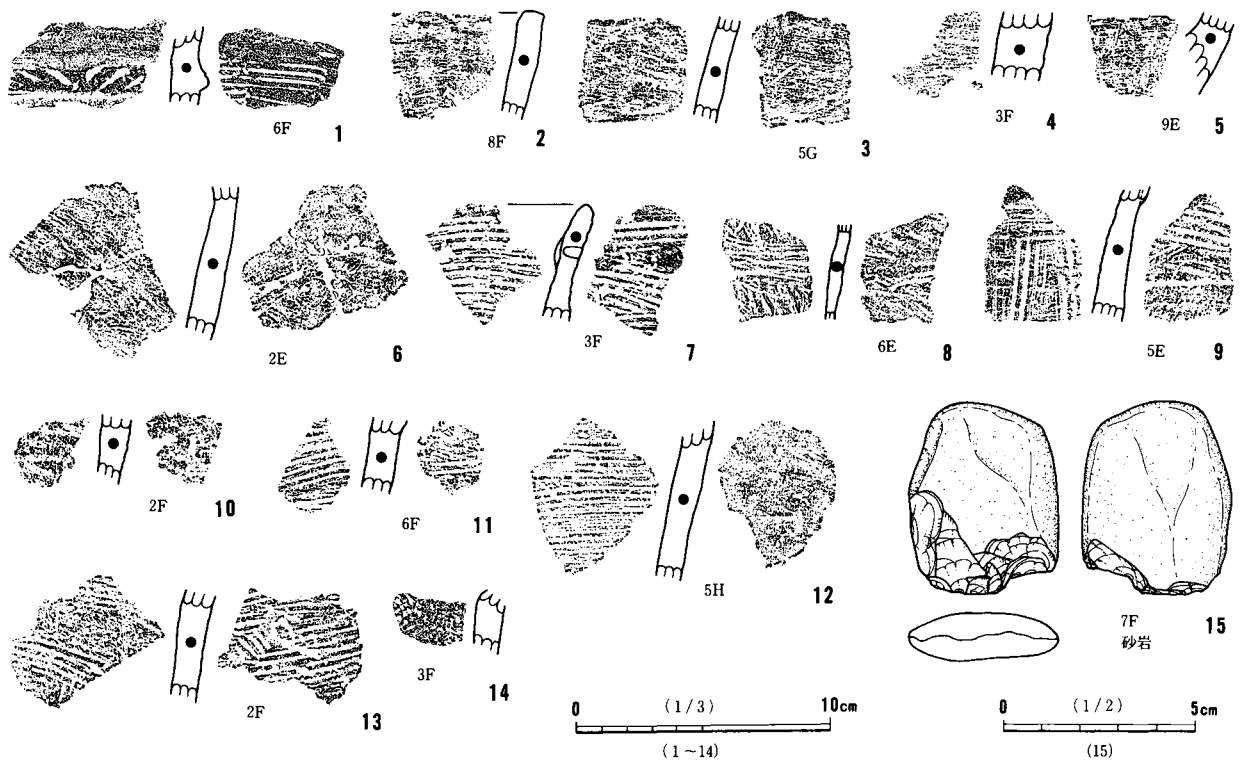 6F 1
8F 2
5G 3
3F 4
9E 5
2E 6
3F 7
6E 8
5E 9
2F 10
6F 11
5H 12
2F 13
3F 14
7F
砂岩 15
0 (1/3) 10cm
(1~14)
0 (1/2) 5cm
(15)